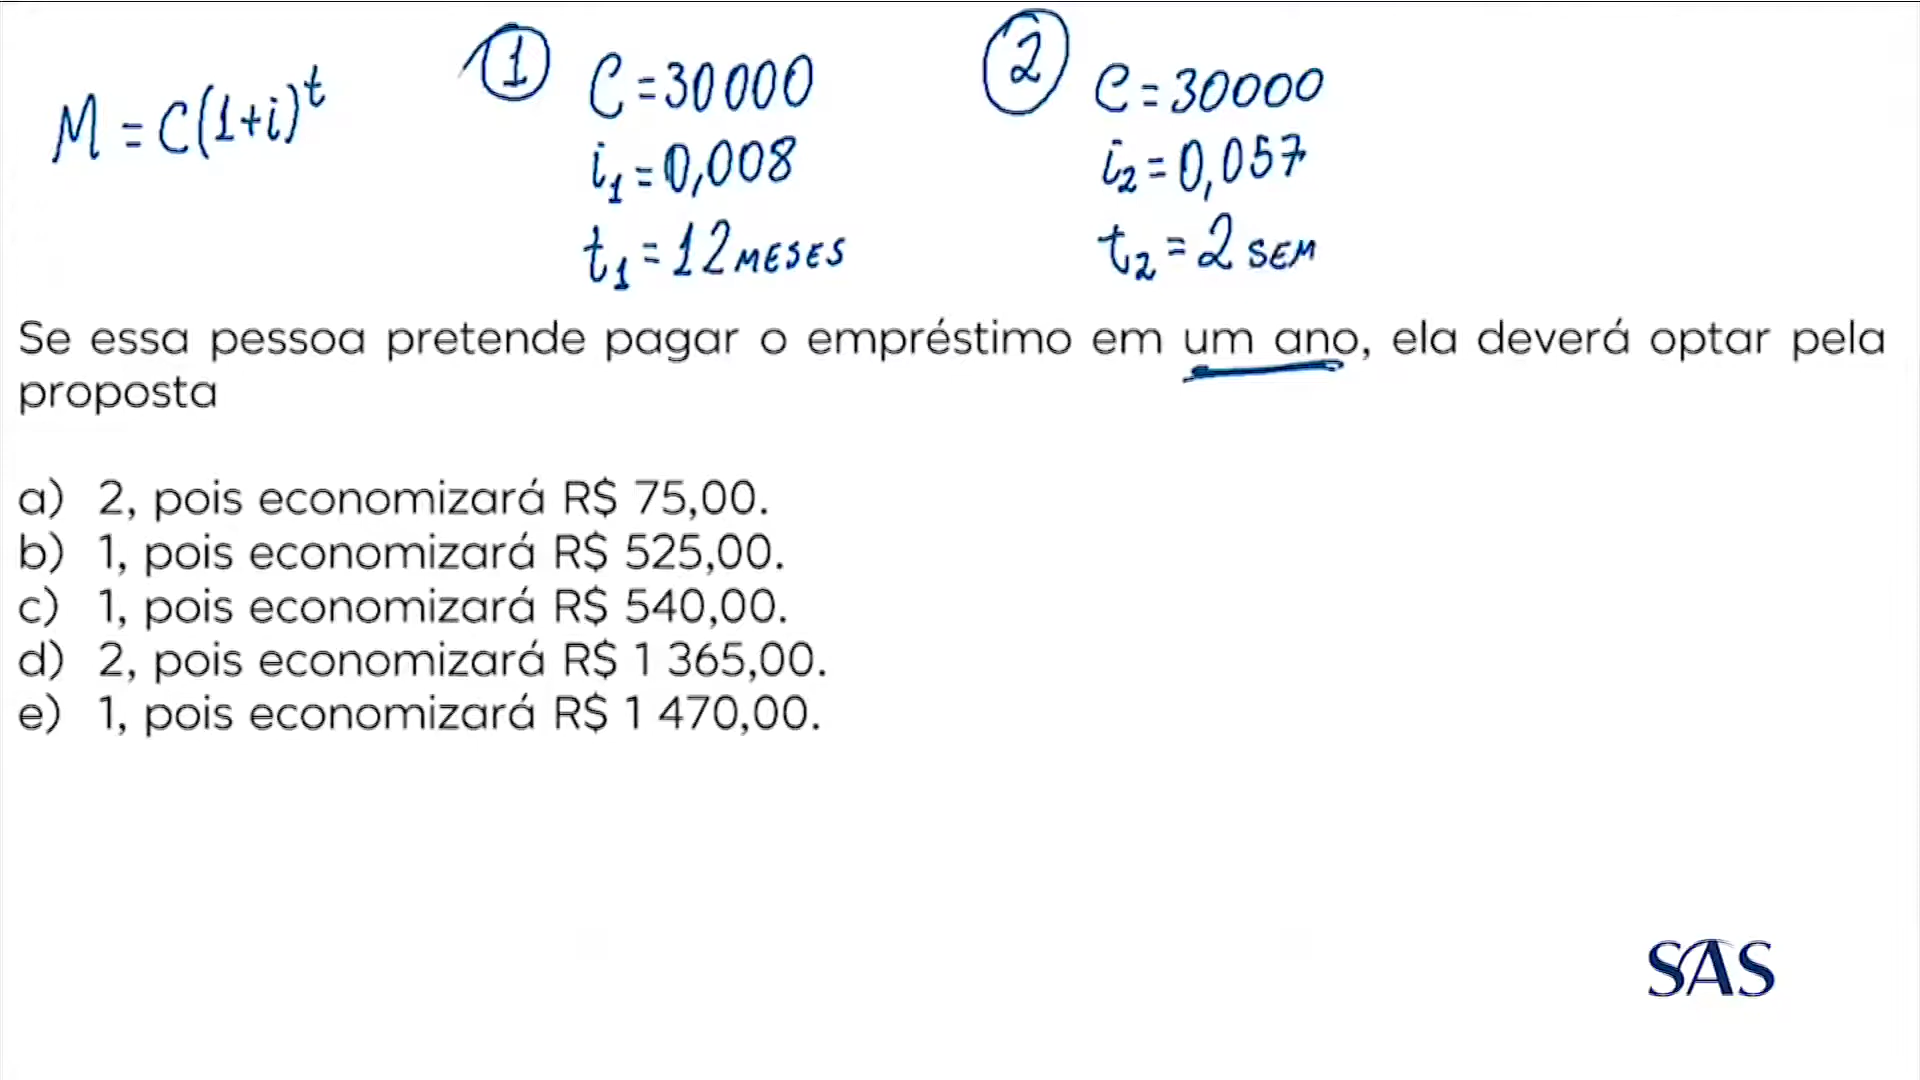 M = C(1+i)^t
1
C = 30000
i₁ = 0,008
t₁ = 12 MESES
2
C = 30000
i₂ = 0,057
t₂ = 2 SEM
Se essa pessoa pretende pagar o empréstimo em um ano, ela deverá optar pela
proposta
a) 2, pois economizará R$ 75,00.
b) 1, pois economizará R$ 525,00.
c) 1, pois economizará R$ 540,00.
d) 2, pois economizará R$ 1 365,00.
e) 1, pois economizará R$ 1 470,00.
SAS